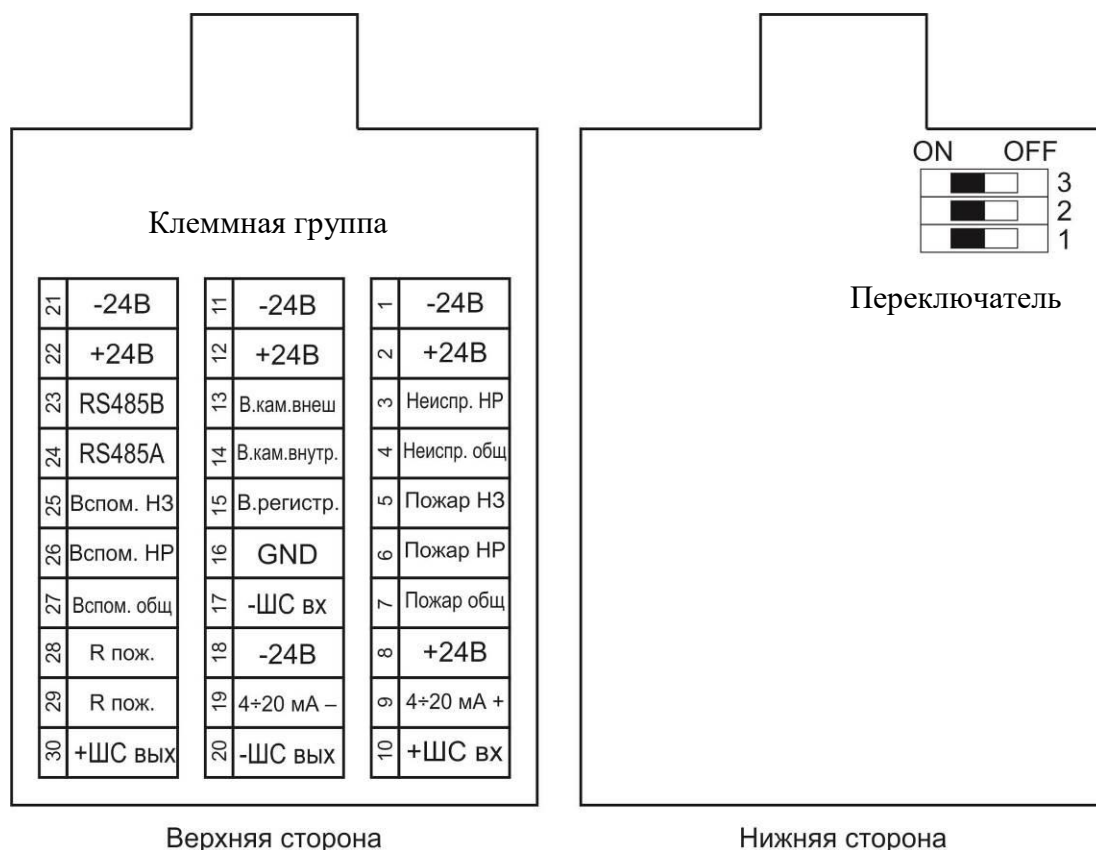 Клеммная группа
21 -24В 11 -24В 1 -24В
22 +24В 12 +24В 2 +24В
23 RS485B 13 В.кам.внеш 3 Неиспр. НР
24 RS485A 14 В.кам.внутр. 4 Неиспр. общ
25 Вспом. НЗ 15 В.регистр. 5 Пожар НЗ
26 Вспом. НР 16 GND 6 Пожар НР
27 Вспом. общ 17 -ШС вх 7 Пожар общ
28 R пож. 18 -24В 8 +24В
29 R пож. 19 4÷20 мА – 9 4÷20 мА +
30 +ШС вых 20 -ШС вых 10 +ШС вх
Верхняя сторона
ON OFF
3
2
1
Переключатель
Нижняя сторона